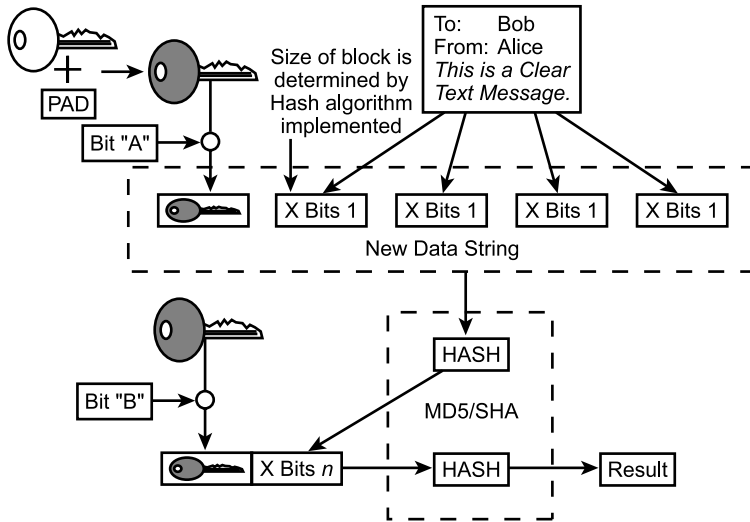 To: Bob
From: Alice
This is a Clear
Text Message.
Size of block is
determined by
Hash algorithm
implemented
PAD
Bit "A"
X Bits 1
X Bits 1
X Bits 1
X Bits 1
New Data String
HASH
Bit "B"
MD5/SHA
X Bits n
HASH
Result